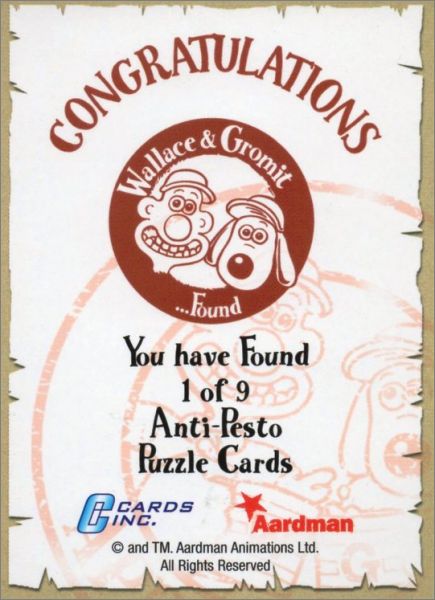 CONGRATULATIONS
Wallace & Gromit
...Found
You have Found
1 of 9
Anti-Pesto
Puzzle Cards
CARDS
INC.
Aardman
© and TM. Aardman Animations Ltd.
All Rights Reserved
VEG-